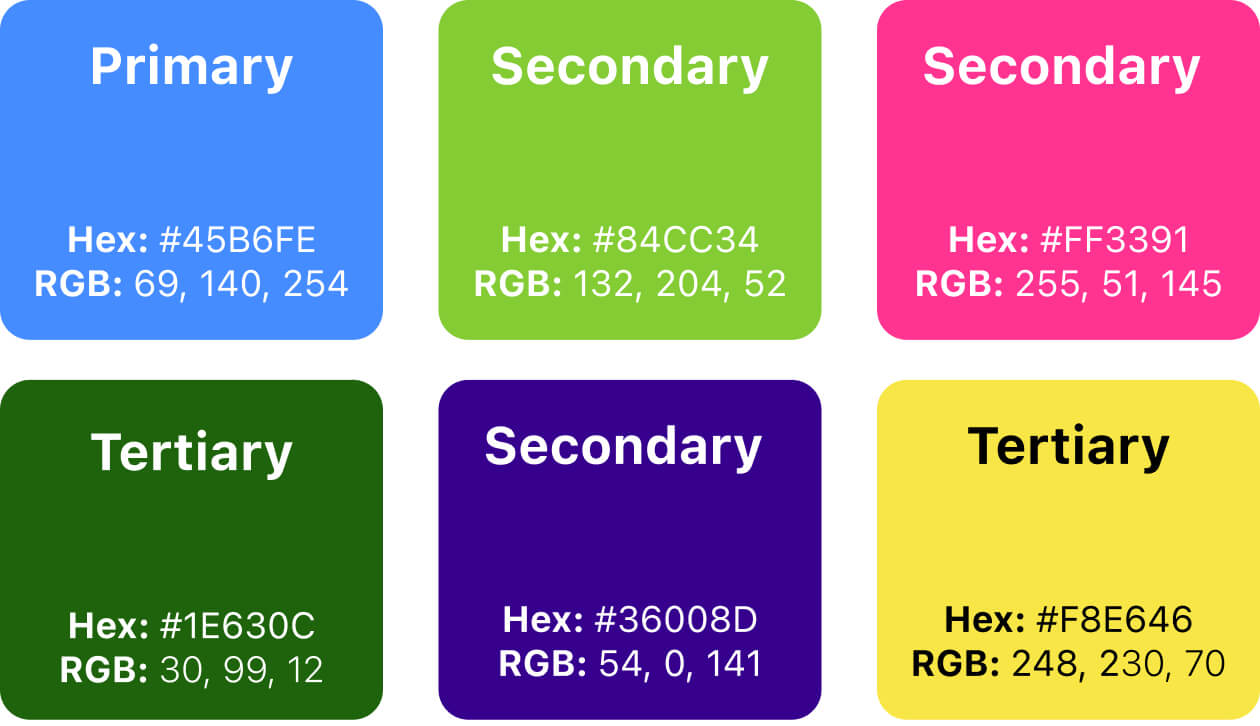 Primary
Hex: #45B6FE
RGB: 69, 140, 254
Secondary
Hex: #84CC34
RGB: 132, 204, 52
Secondary
Hex: #FF3391
RGB: 255, 51, 145
Tertiary
Hex: #1E630C
RGB: 30, 99, 12
Secondary
Hex: #36008D
RGB: 54, 0, 141
Tertiary
Hex: #F8E646
RGB: 248, 230, 70